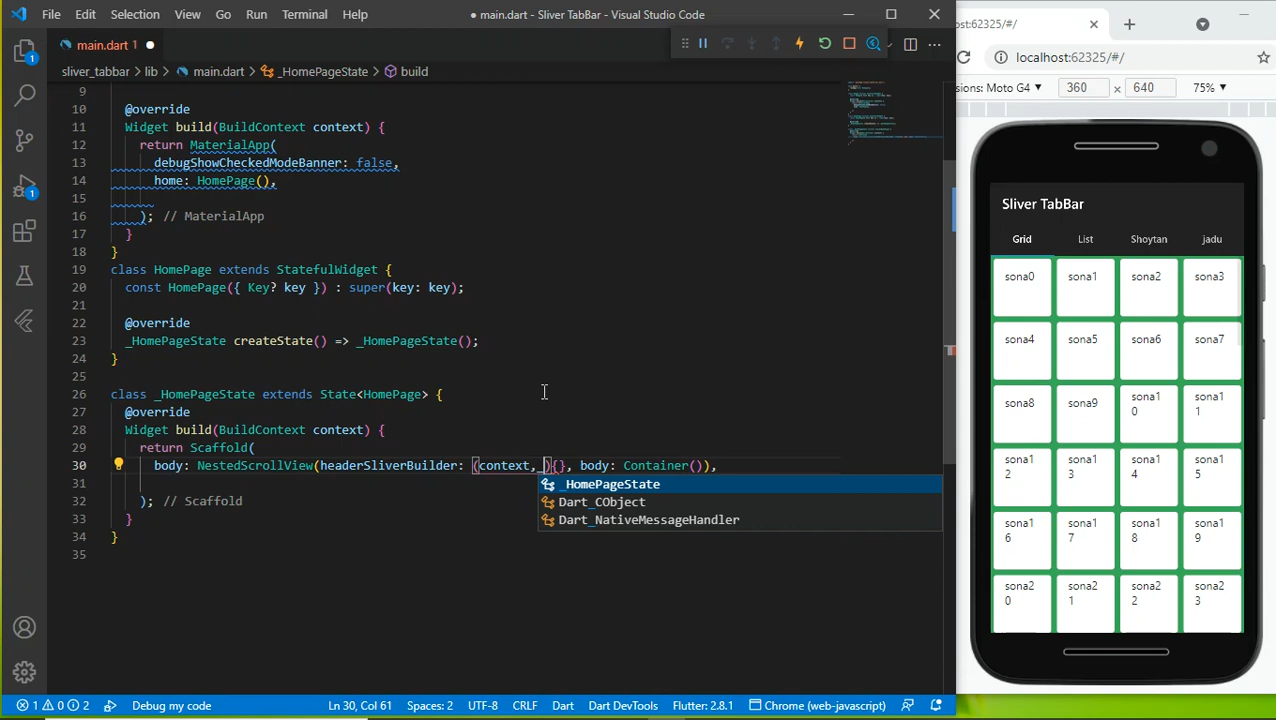 File Edit Selection View Go Run Terminal Help
● main.dart - Sliver TabBar - Visual Studio Code
main.dart 1 ●
sliver_tabbar > lib > main.dart > _HomePageState > build
9
10 @override
11 Widget build(BuildContext context) {
12 return MaterialApp(
13 debugShowCheckedModeBanner: false,
14 home: HomePage(),
15
16 ); // MaterialApp
17 }
18 }
19 class HomePage extends StatefulWidget {
20 const HomePage({ Key? key }) : super(key: key);
21
22 @override
23 _HomePageState createState() => _HomePageState();
24 }
25
26 class _HomePageState extends State<HomePage> {
27 @override
28 Widget build(BuildContext context) {
29 return Scaffold(
30 body: NestedScrollView(headerSliverBuilder: (context,_){}, body: Container()),
31
32 ); // Scaffold
33 }
34 }
35
_HomePageState
Dart_CObject
Dart_NativeMessageHandler
1 0 2 Debug my code Ln 30, Col 61 Spaces: 2 UTF-8 CRLF Dart Dart DevTools Flutter: 2.8.1 Chrome (web-javascript)
ost:62325/#/
localhost:62325/#/
sions: Moto G4 ▼ 360 × 640 75% ▼
Sliver TabBar
Grid List Shoytan jadu
sona0 sona1 sona2 sona3
sona4 sona5 sona6 sona7
sona8 sona9 sona1 sona1
0 1
sona1 sona1 sona1 sona1
2 3 4 5
sona1 sona1 sona1 sona1
6 7 8 9
sona2 sona2 sona2 sona2
0 1 2 3